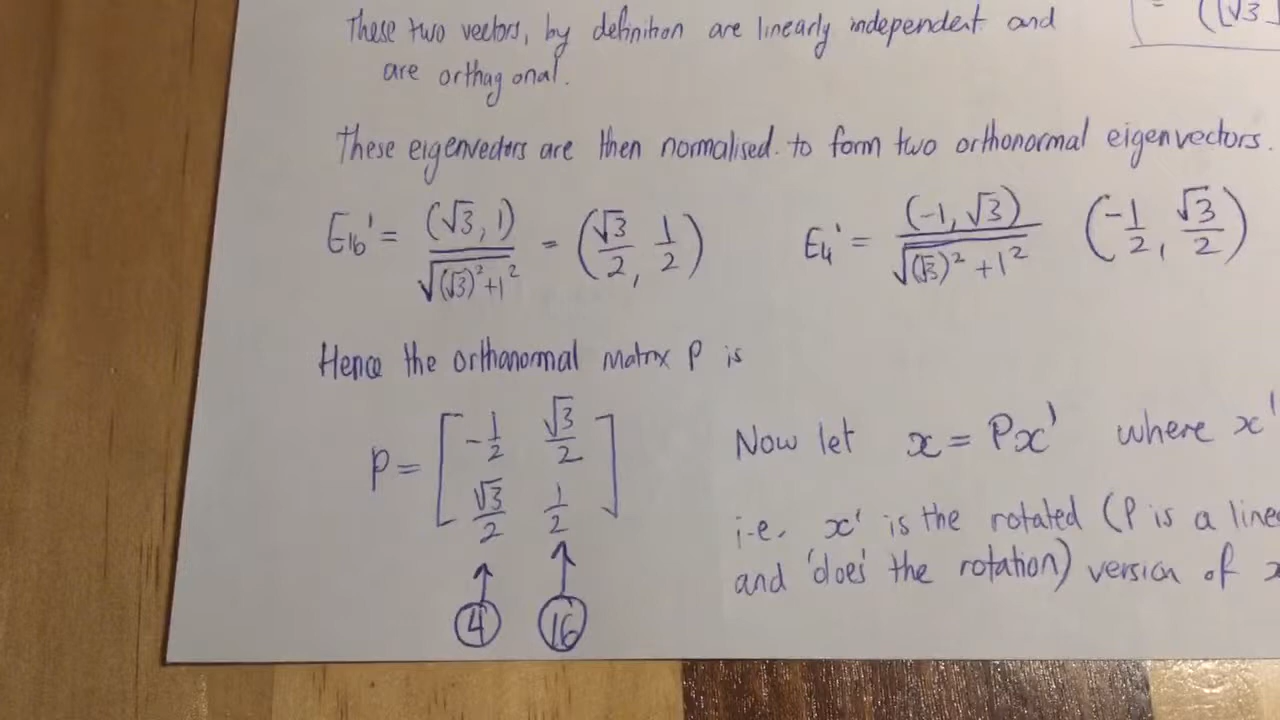 These two vectors, by definition are linearly independent and
are orthagonal.
= (√3
These eigenvectors are then normalised. to form two orthonormal eigenvectors.
E₁₆' = (√3, 1) / √((√3)² + 1²) = (√3/2, 1/2)
E₄' = (-1, √3) / √((√3)² + 1²) (-1/2, √3/2)
Hence the orthanormal matrix P is
P = [ -1/2 √3/2
√3/2 1/2 ]
↑ ↑
4 16
Now let x = Px' where x'
i.e. x' is the rotated (P is a line
and 'does' the rotation) version of x